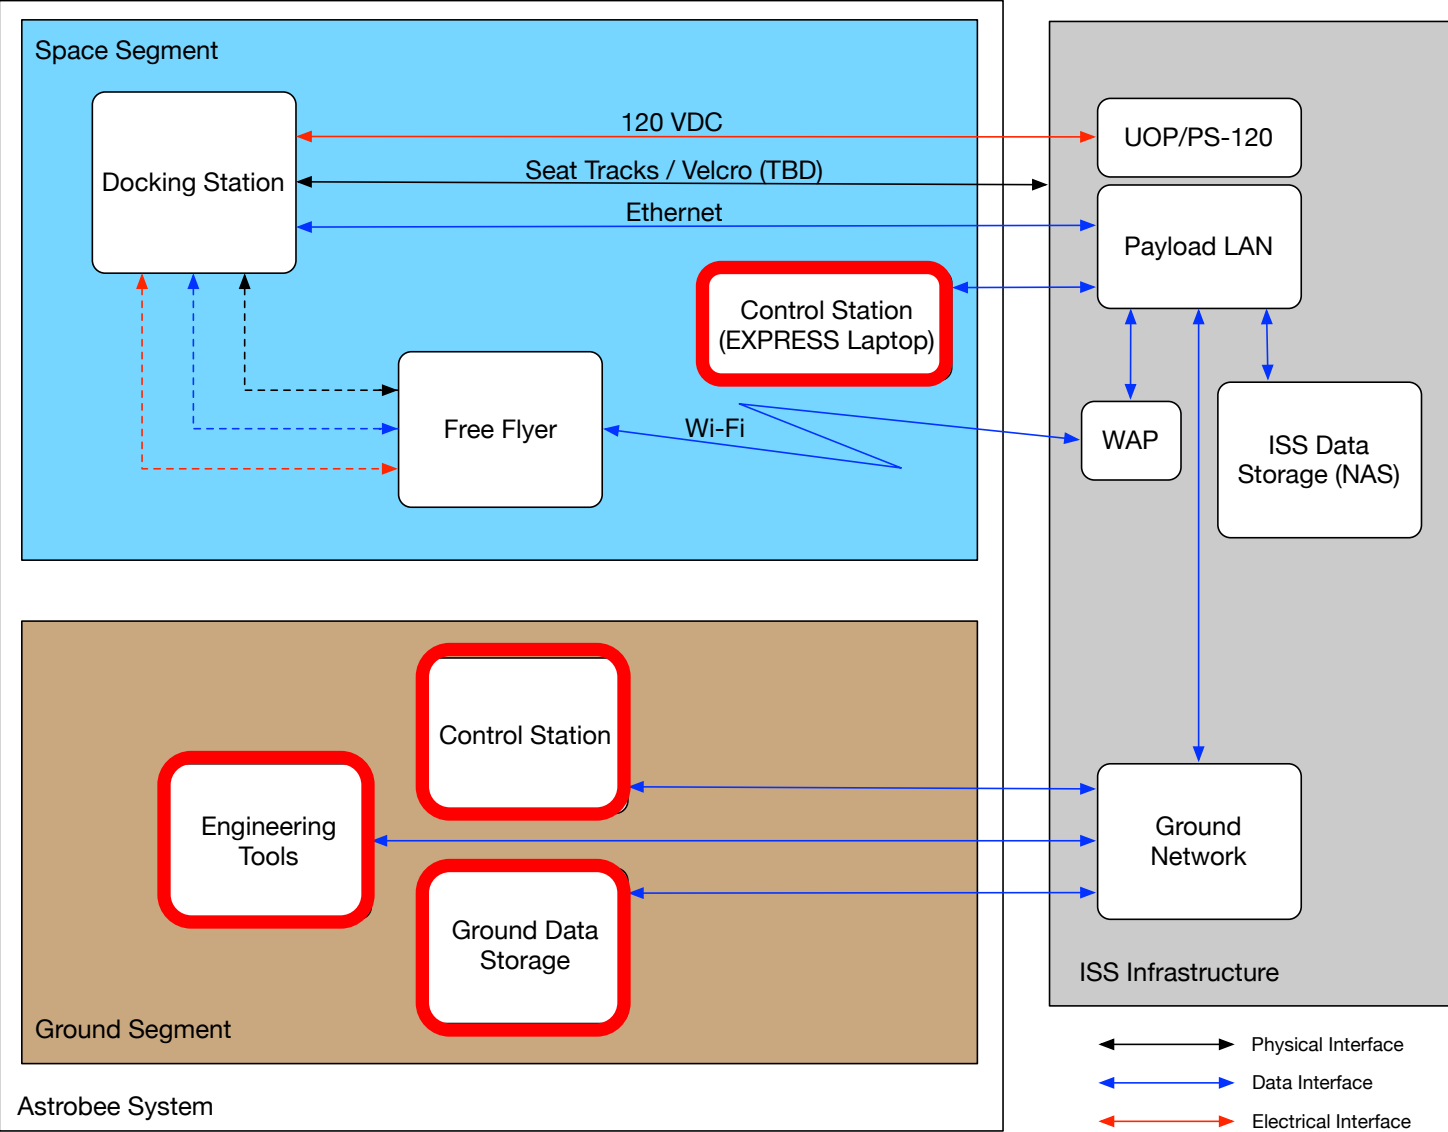 Space Segment
Docking Station
120 VDC
Seat Tracks / Velcro (TBD)
Ethernet
UOP/PS-120
Payload LAN
Control Station
(EXPRESS Laptop)
Free Flyer
Wi-Fi
WAP
ISS Data
Storage (NAS)
Control Station
Engineering
Tools
Ground Data
Storage
Ground
Network
ISS Infrastructure
Ground Segment
Astrobee System
Physical Interface
Data Interface
Electrical Interface